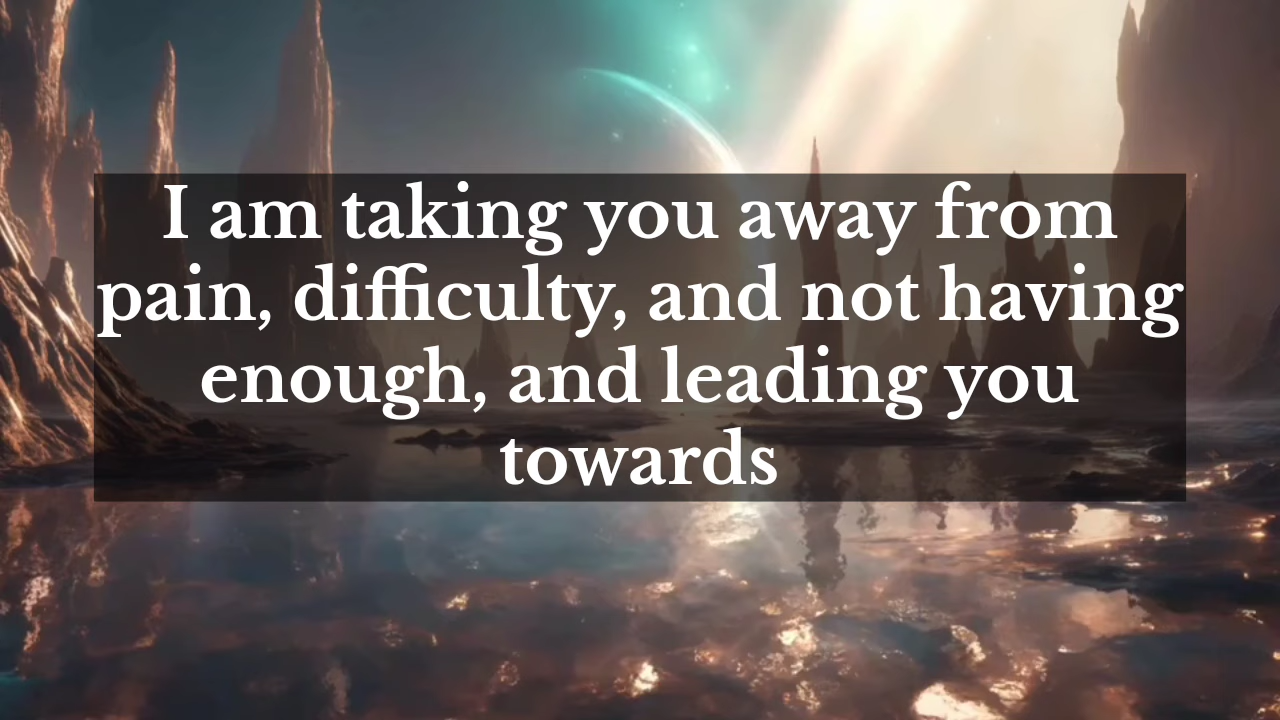 I am taking you away from
pain, difficulty, and not having
enough, and leading you
towards